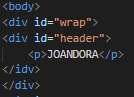 <body>
<div id="wrap">
<div id="header">
<p>JOANDORA</p>
</idv>
</div>